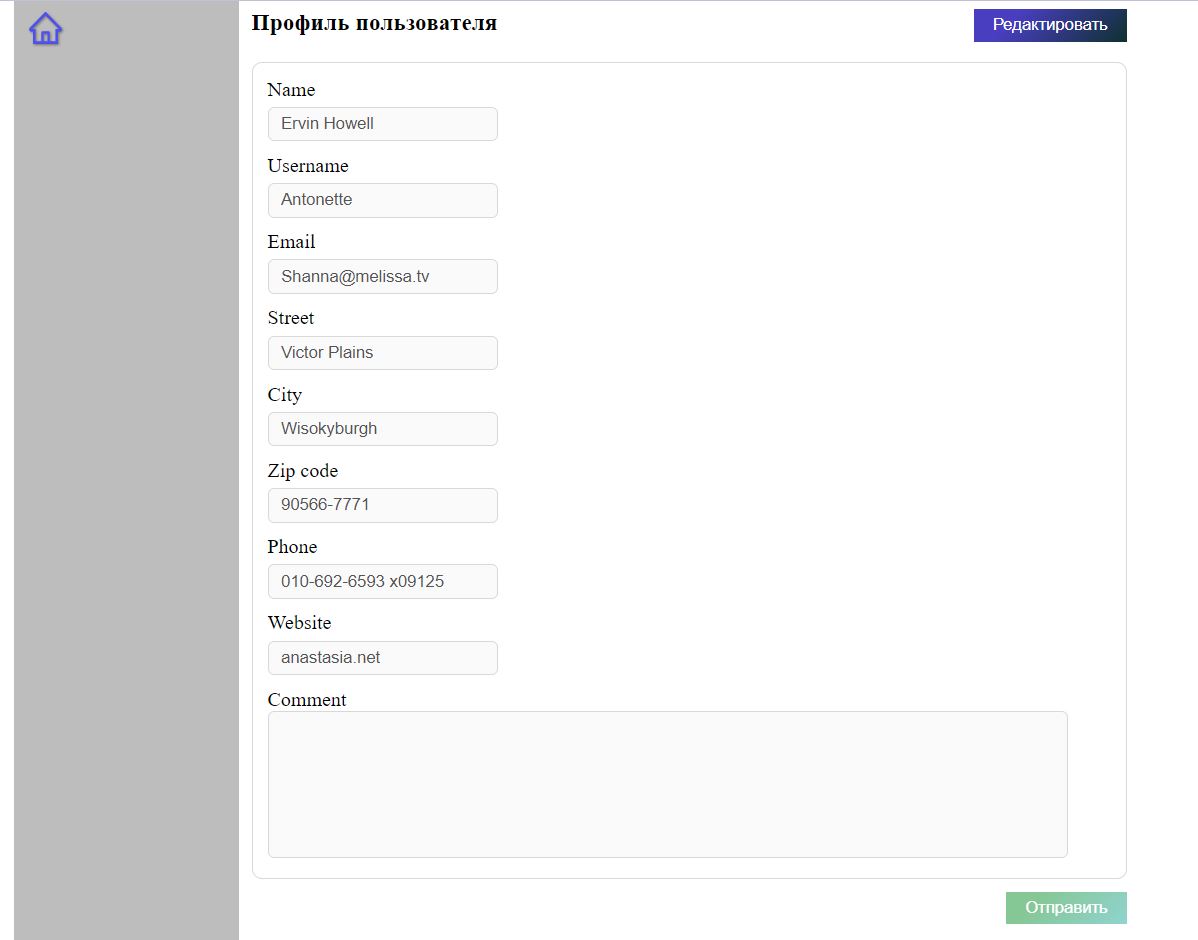 Профиль пользователя
Редактировать
Name
Ervin Howell
Username
Antonette
Email
Shanna@melissa.tv
Street
Victor Plains
City
Wisokyburgh
Zip code
90566-7771
Phone
010-692-6593 x09125
Website
anastasia.net
Comment
Отправить